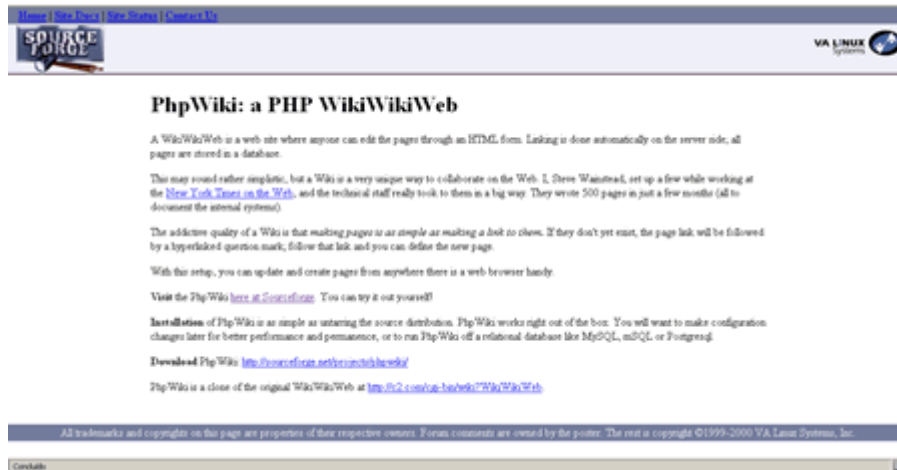 Home | Site Docs | Site Status | Contact Us
SOURCE
FORGE
VA LINUX
Systems
PhpWiki: a PHP WikiWikiWeb
A WikiWikiWeb is a web site where anyone can edit the pages through an HTML form. Linking is done automatically on the server side, all
pages are stored in a database.
This may sound rather simplistic, but a Wiki is a very unique way to collaborate on the Web. I, Steve Wainstead, set up a few while working at
the New York Times on the Web, and the technical staff really took to them in a big way. They wrote 500 pages in just a few months (all to
document the internal systems).
The addictive quality of a Wiki is that making pages is as simple as making a link to them. If they don't yet exist, the page link will be followed
by a hyperlinked question mark; follow that link and you can define the new page.
With this setup, you can update and create pages from anywhere there is a web browser handy.
Visit the PhpWiki here at Sourceforge. You can try it out yourself!
Installation of PhpWiki is as simple as untarring the source distribution. PhpWiki works right out of the box. You will want to make configuration
changes later for better performance and permanence, or to run PhpWiki off a relational database like MySQL, mSQL or Postgresql.
Download PhpWiki: http://sourceforge.net/projects/phpwiki/
PhpWiki is a clone of the original WikiWikiWeb at http://c2.com/cgi-bin/wiki?WikiWikiWeb.
All trademarks and copyrights on this page are properties of their respective owners. Forum comments are owned by the poster. The rest is copyright ©1999-2000 VA Linux Systems, Inc.
Concluído